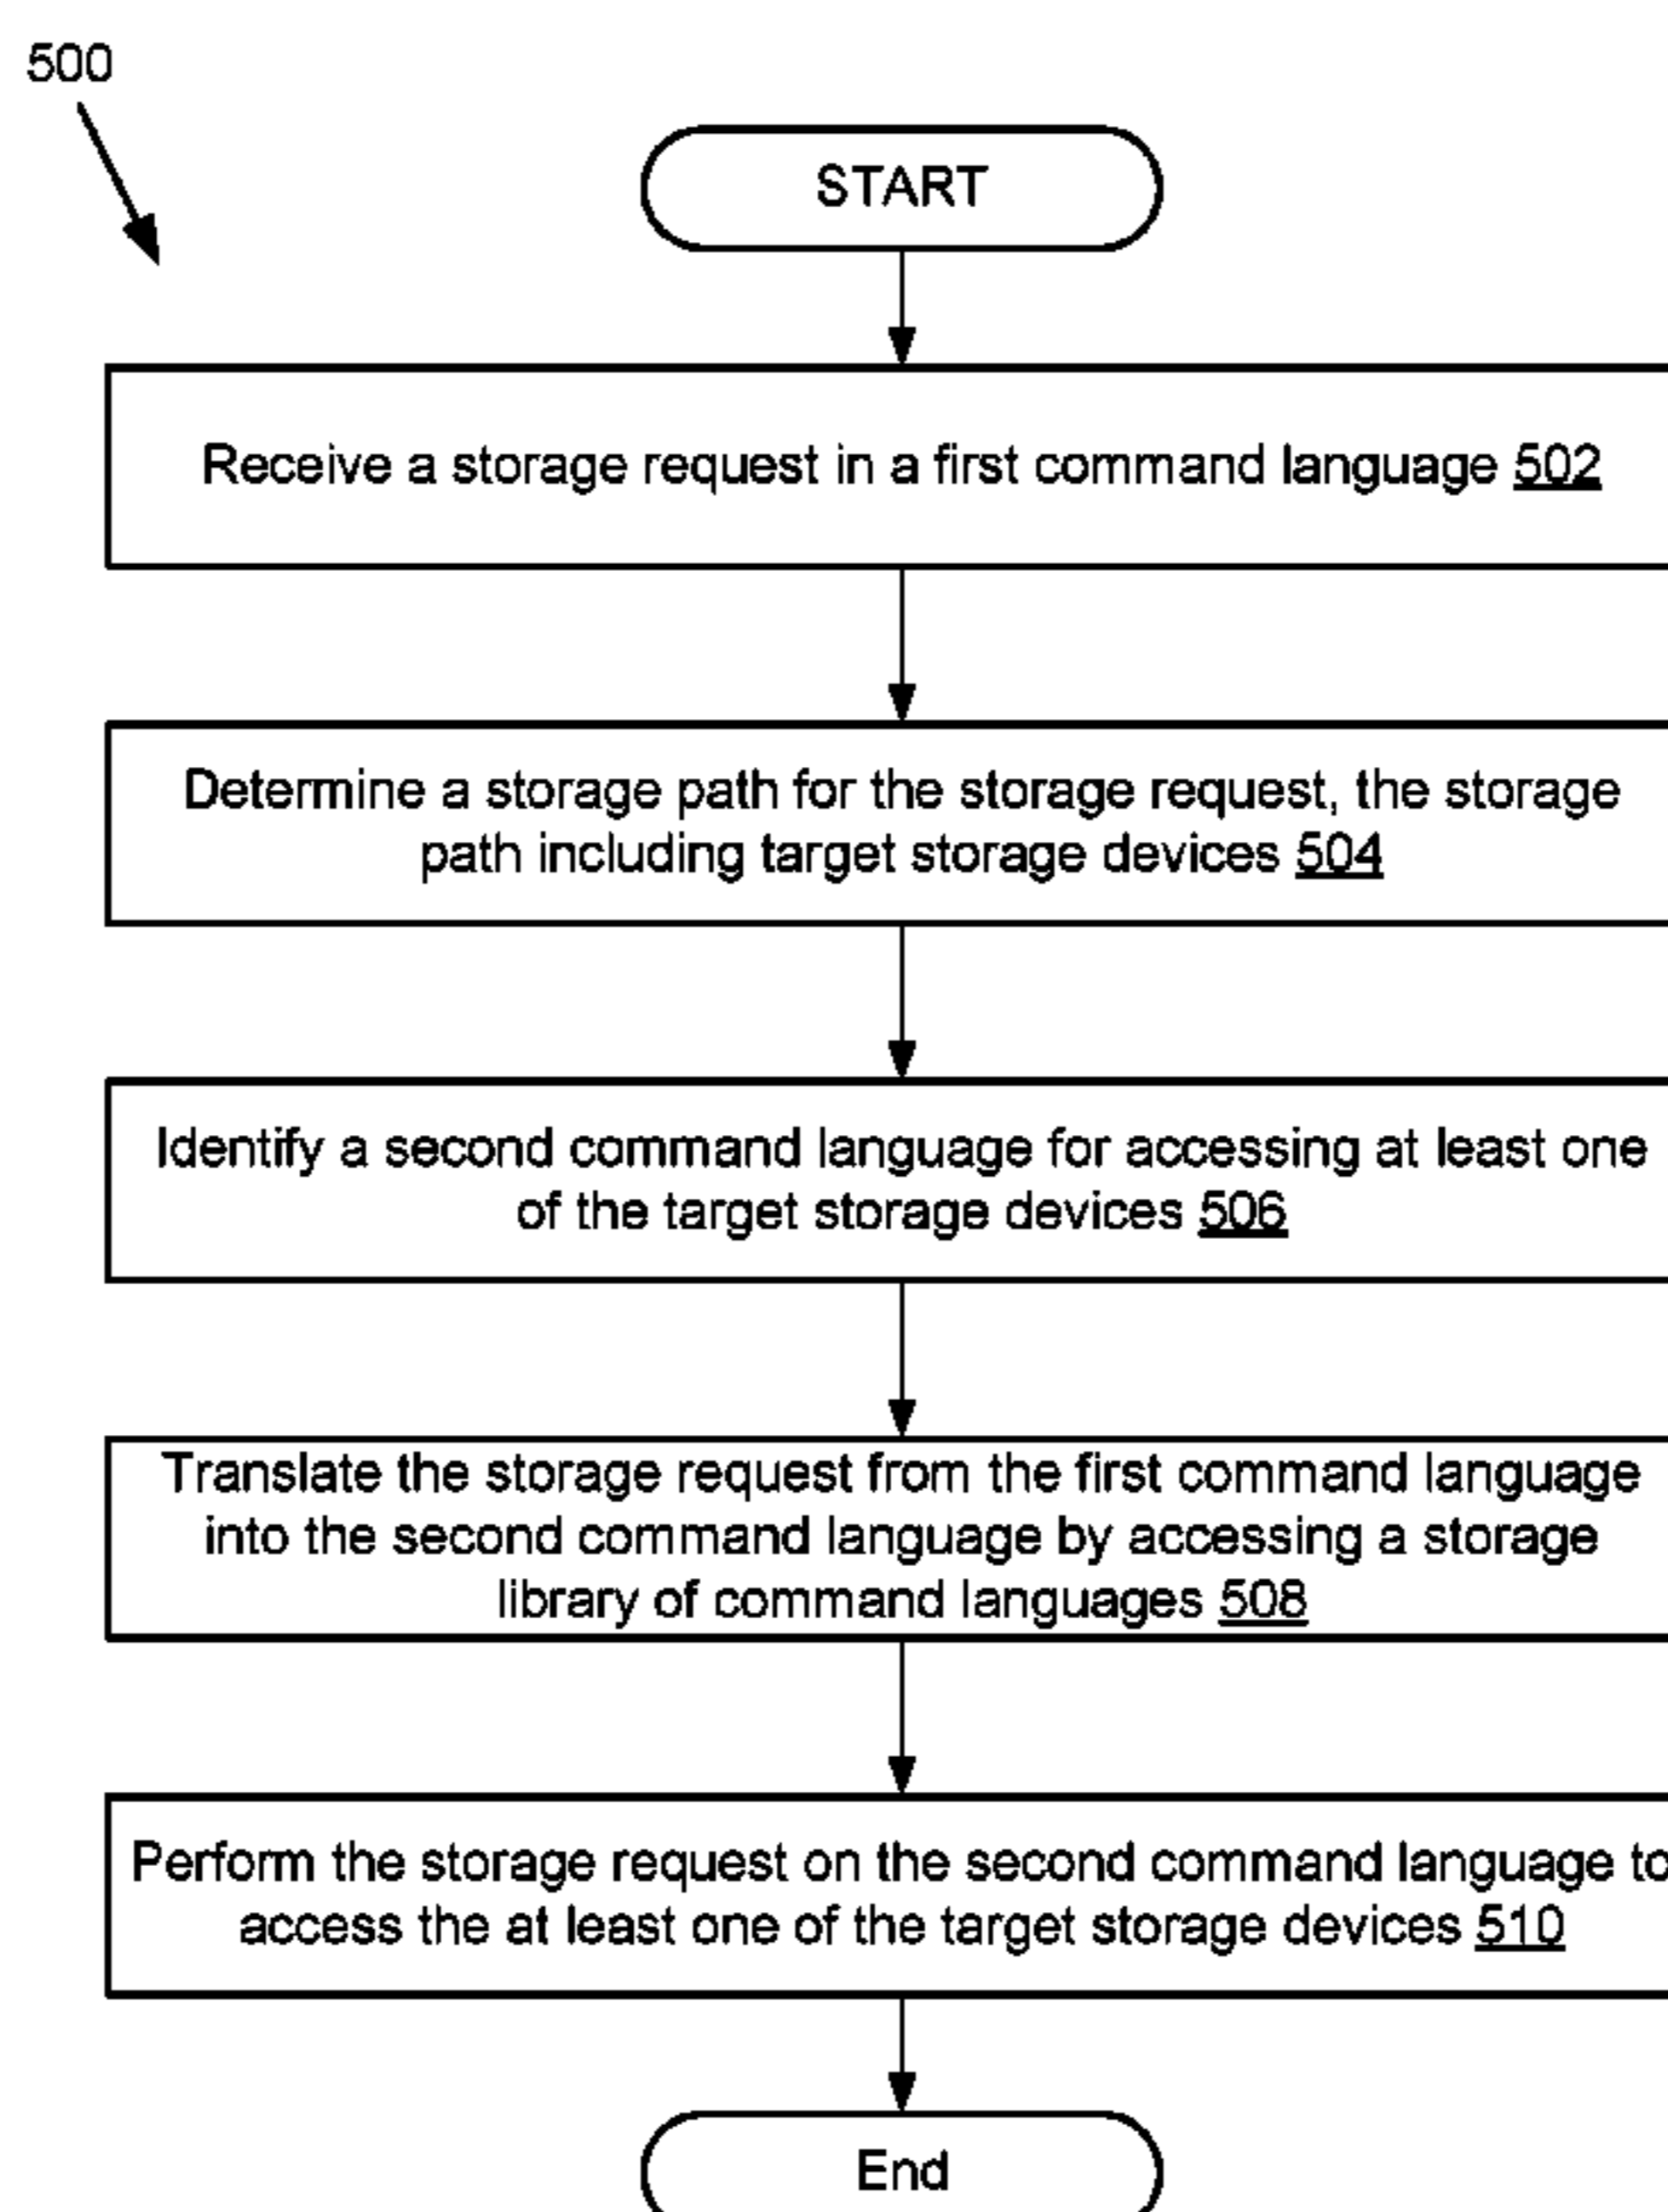 500
START
Receive a storage request in a first command language 502
Determine a storage path for the storage request, the storage
path including target storage devices 504
Identify a second command language for accessing at least one
of the target storage devices 506
Translate the storage request from the first command language
into the second command language by accessing a storage
library of command languages 508
Perform the storage request on the second command language to
access the at least one of the target storage devices 510
End